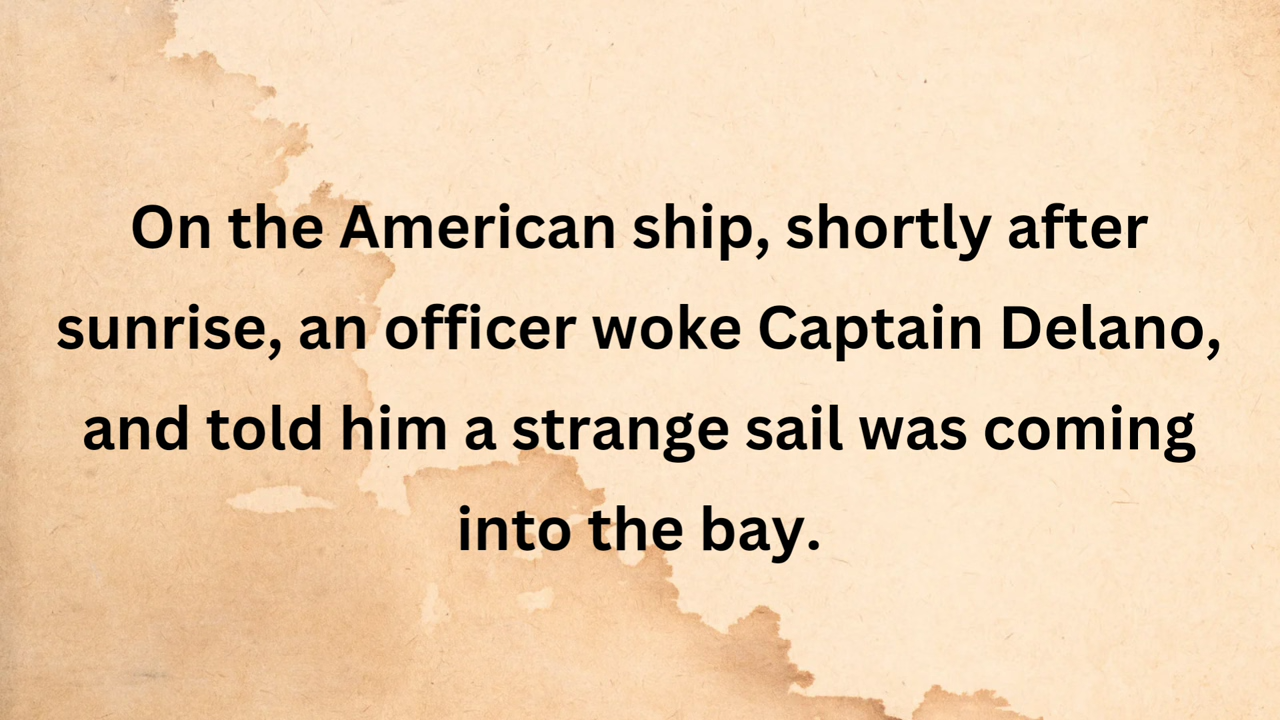 On the American ship, shortly after
sunrise, an officer woke Captain Delano,
and told him a strange sail was coming
into the bay.